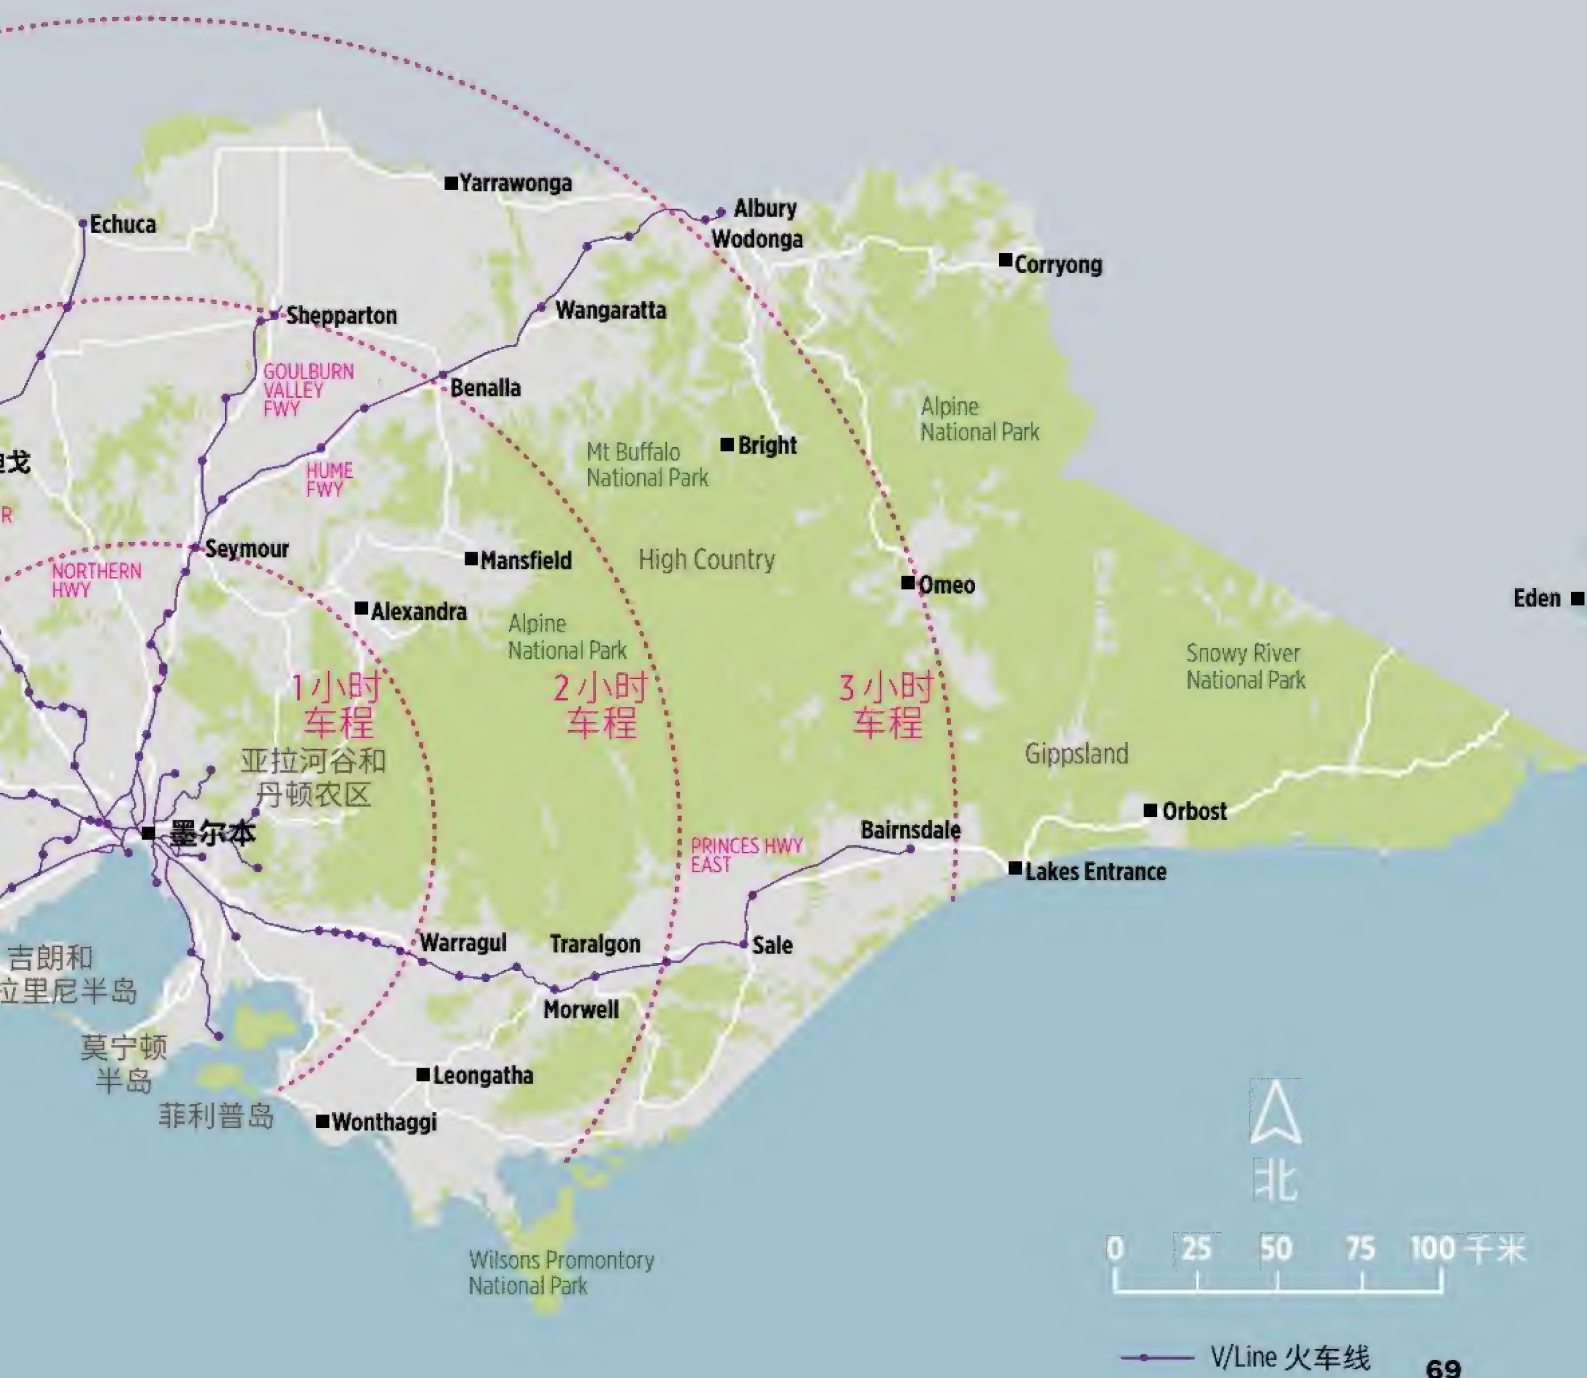 Yarrawonga
Echuca
Albury
Wodonga
Corryong
Shepparton
Wangaratta
GOULBURN
VALLEY
FWY
Benalla
Alpine
National Park
Bright
Mt Buffalo
National Park
HUME
FWY
戈
R
Seymour
NORTHERN
HWY
Mansfield
High Country
Omeo
Eden
Alexandra
Alpine
National Park
Snowy River
National Park
1小时
车程
2小时
车程
3小时
车程
亚拉河谷和
丹顿农区
Gippsland
墨尔本
Orbost
Bairnsdale
PRINCES HWY
EAST
Lakes Entrance
Warragul
Traralgon
Sale
吉朗和
拉里尼半岛
Morwell
莫宁顿
半岛
Leongatha
菲利普岛
Wonthaggi
北
Wilsons Promontory
National Park
0 25 50 75 100 千米
V/Line 火车线
69